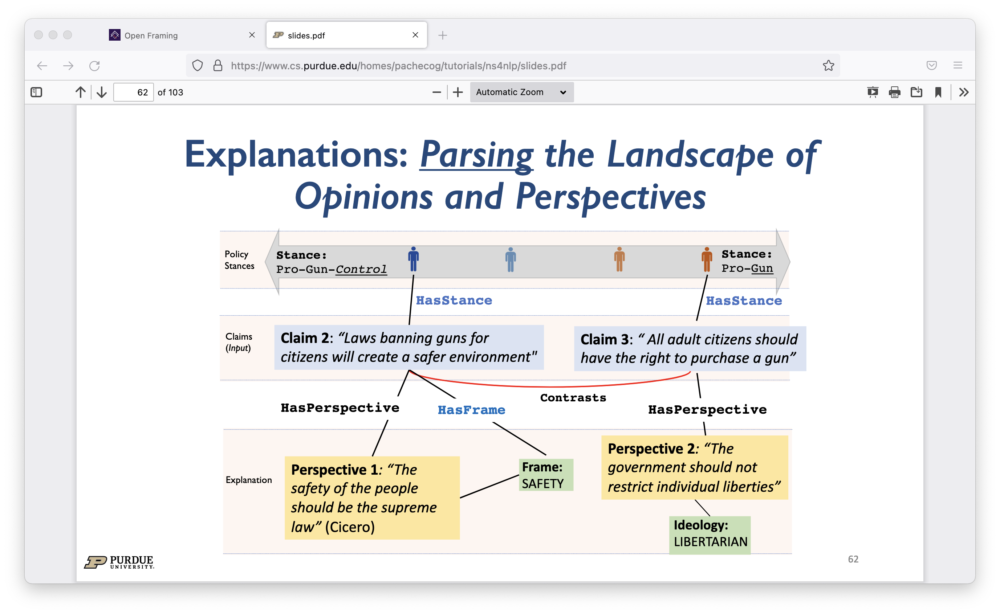 Open Framing
slides.pdf
https://www.cs.purdue.edu/homes/pachecog/tutorials/ns4nlp/slides.pdf
62 of 103
Automatic Zoom
Explanations: Parsing the Landscape of
Opinions and Perspectives
Policy
Stances
Stance:
Pro-Gun-Control
Stance:
Pro-Gun
HasStance
HasStance
Claims
(Input)
Claim 2: “Laws banning guns for
citizens will create a safer environment"
Claim 3: “ All adult citizens should
have the right to purchase a gun”
Contrasts
HasPerspective
HasFrame
HasPerspective
Explanation
Perspective 1: “The
safety of the people
should be the supreme
law” (Cicero)
Frame:
SAFETY
Perspective 2: “The
government should not
restrict individual liberties”
Ideology:
LIBERTARIAN
P PURDUE
UNIVERSITY.
62